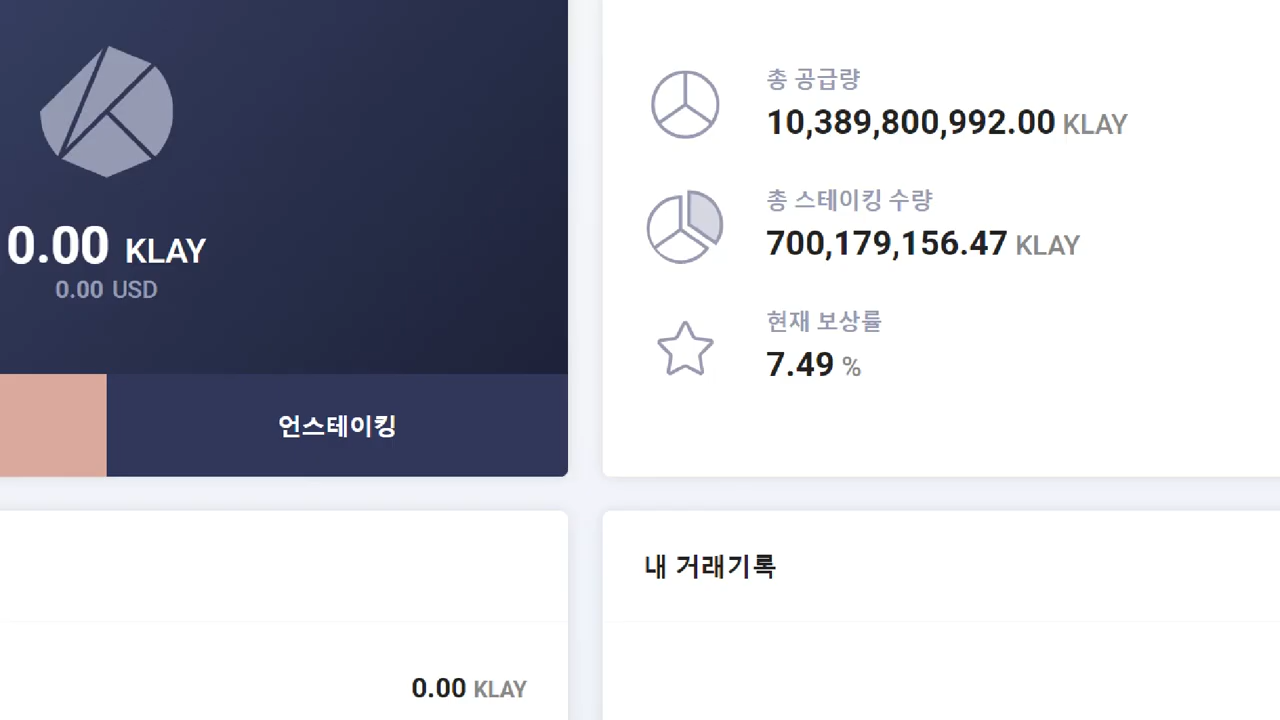 0.00 KLAY
0.00 USD
언스테이킹
총 공급량
10,389,800,992.00 KLAY
총 스테이킹 수량
700,179,156.47 KLAY
현재 보상률
7.49 %
0.00 KLAY
내 거래기록